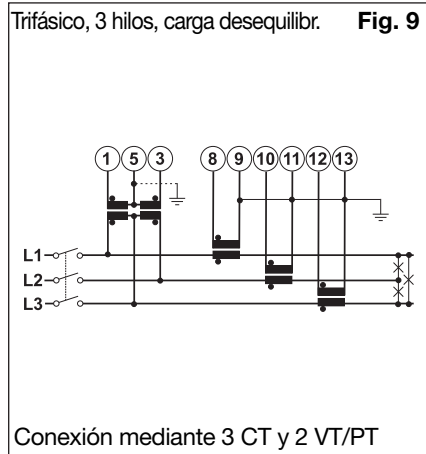 Trifásico, 3 hilos, carga desequilibr. Fig. 9
1 5 3 8 9 10 11 12 13
L1
L2
L3
Conexión mediante 3 CT y 2 VT/PT